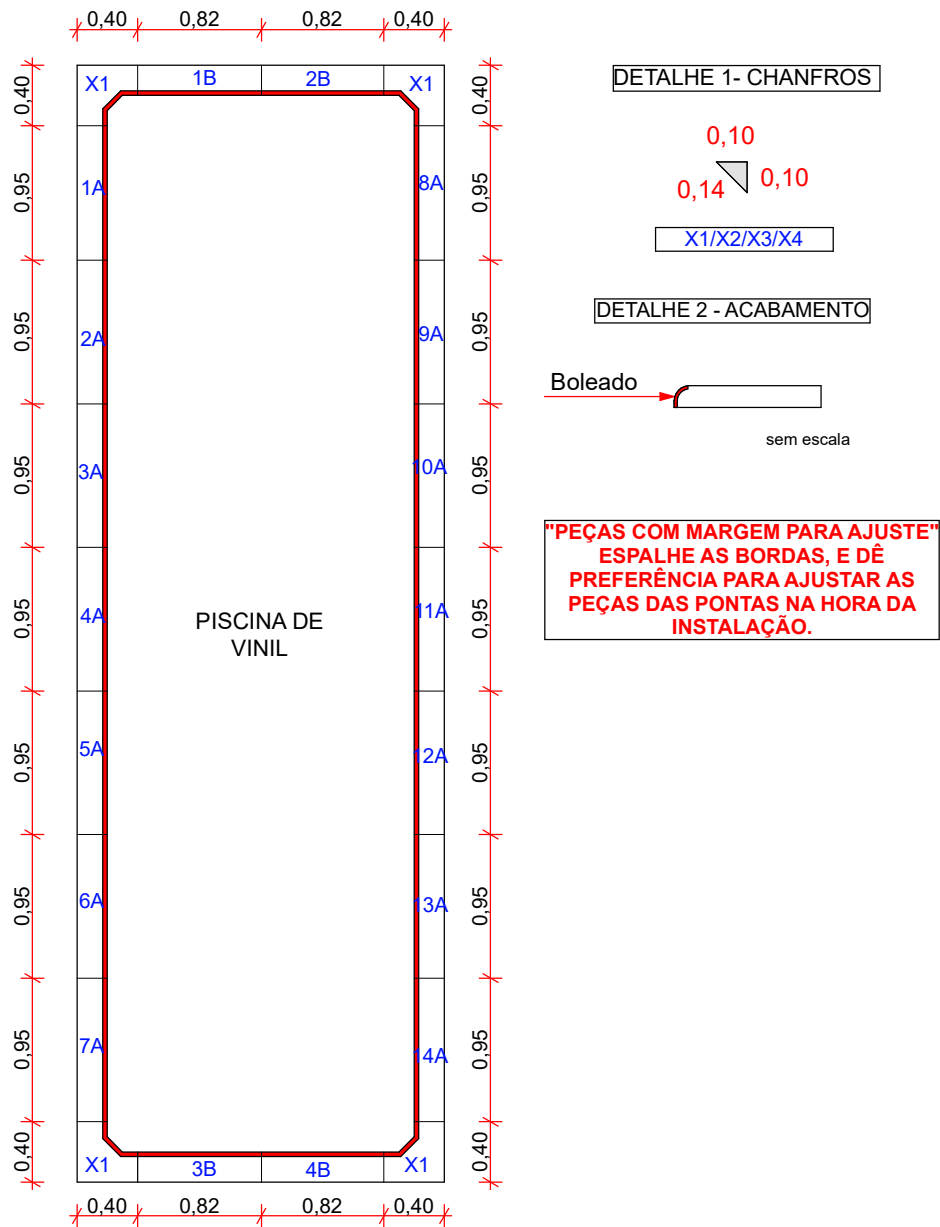 0,40 0,82 0,82 0,40
X1 1B 2B X1
0,40 0,40
DETALHE 1- CHANFROS
0,10
0,14 0,10
X1/X2/X3/X4
0,95 1A 8A 0,95
DETALHE 2 - ACABAMENTO
0,95 2A 9A 0,95
Boleado
sem escala
0,95 3A 10A 0,95
"PEÇAS COM MARGEM PARA AJUSTE"
ESPALHE AS BORDAS, E DÊ
PREFERÊNCIA PARA AJUSTAR AS
PEÇAS DAS PONTAS NA HORA DA
INSTALAÇÃO.
0,95 4A 11A 0,95
PISCINA DE
VINIL
0,95 5A 12A 0,95
0,95 6A 13A 0,95
0,95 7A 14A 0,95
0,40 X1 3B 4B X1 0,40
0,40 0,82 0,82 0,40